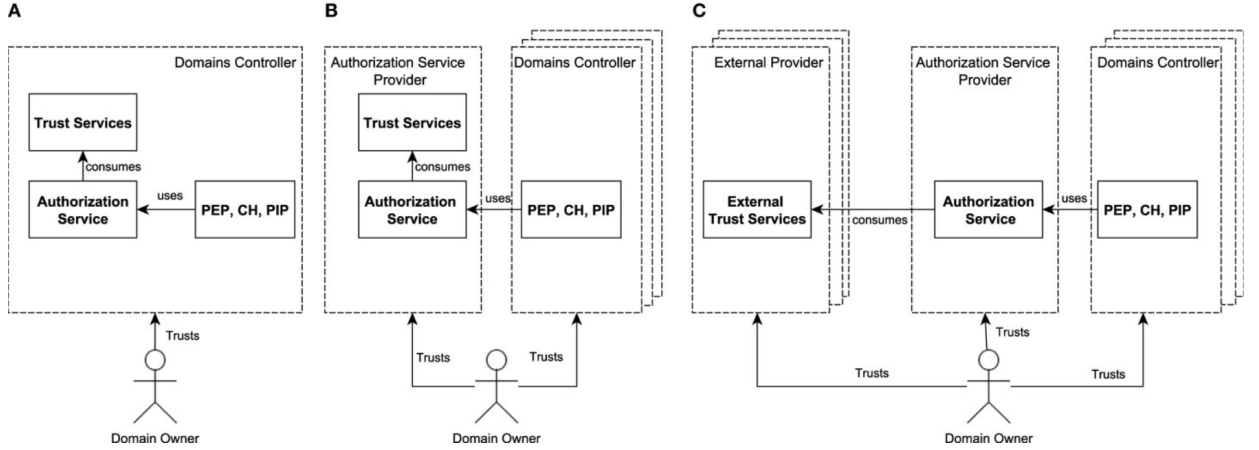 A
Domains Controller
Trust Services
consumes
Authorization
Service
uses
PEP, CH, PIP
Trusts
Domain Owner
B
Authorization Service
Provider
Domains Controller
Trust Services
consumes
Authorization
Service
uses
PEP, CH, PIP
Trusts
Trusts
Domain Owner
C
External Provider
Authorization Service
Provider
Domains Controller
External
Trust Services
consumes
Authorization
Service
uses
PEP, CH, PIP
Trusts
Trusts
Trusts
Domain Owner